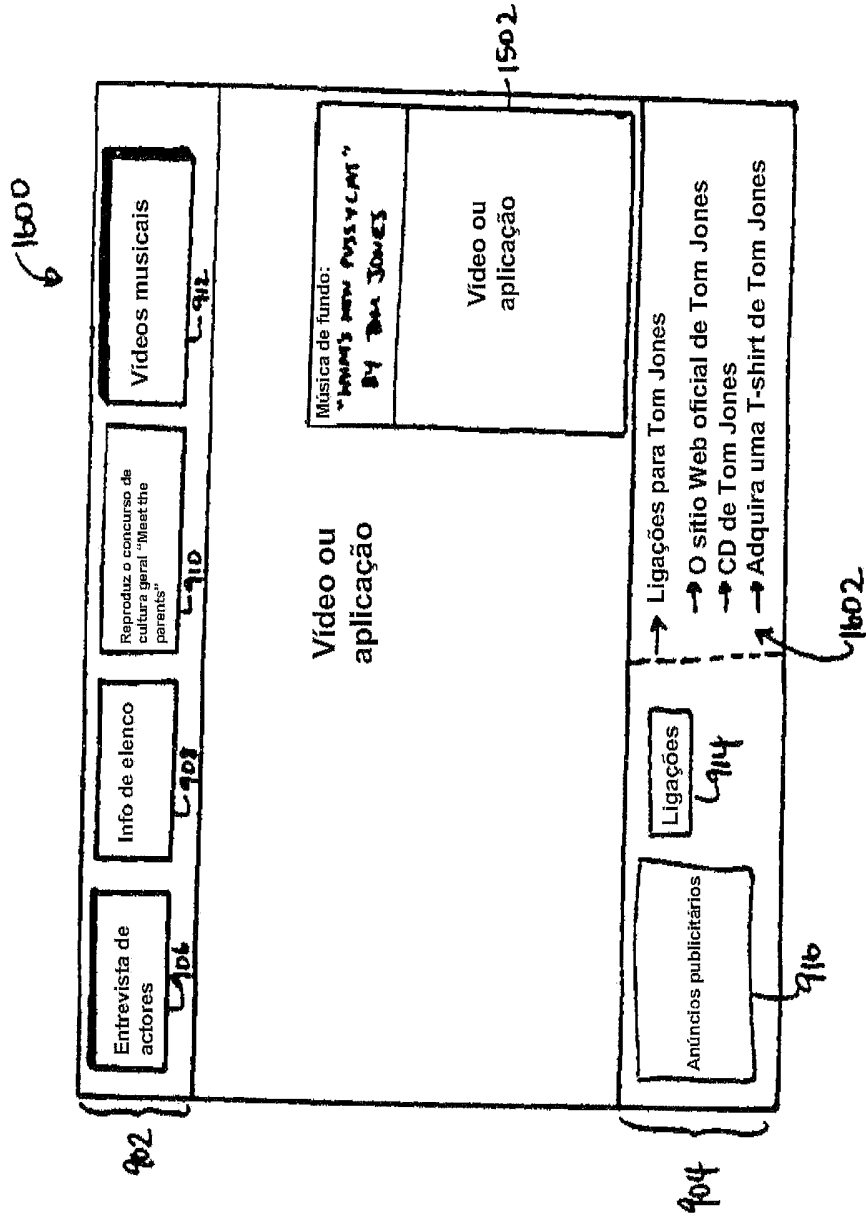 1600
902
Entrevista de
actores
906
Info de elenco
908
Reproduz o concurso de
cultura geral "Meet the
parents"
910
Vídeos musicais
912
Vídeo ou
aplicação
Música de fundo:
"WHAT'S NEW PUSSYCAT"
BY TOM JONES
Vídeo ou
aplicação
1502
904
Anúncios publicitários
916
Ligações
914
Ligações para Tom Jones
O sítio Web oficial de Tom Jones
CD de Tom Jones
Adquira uma T-shirt de Tom Jones
1602